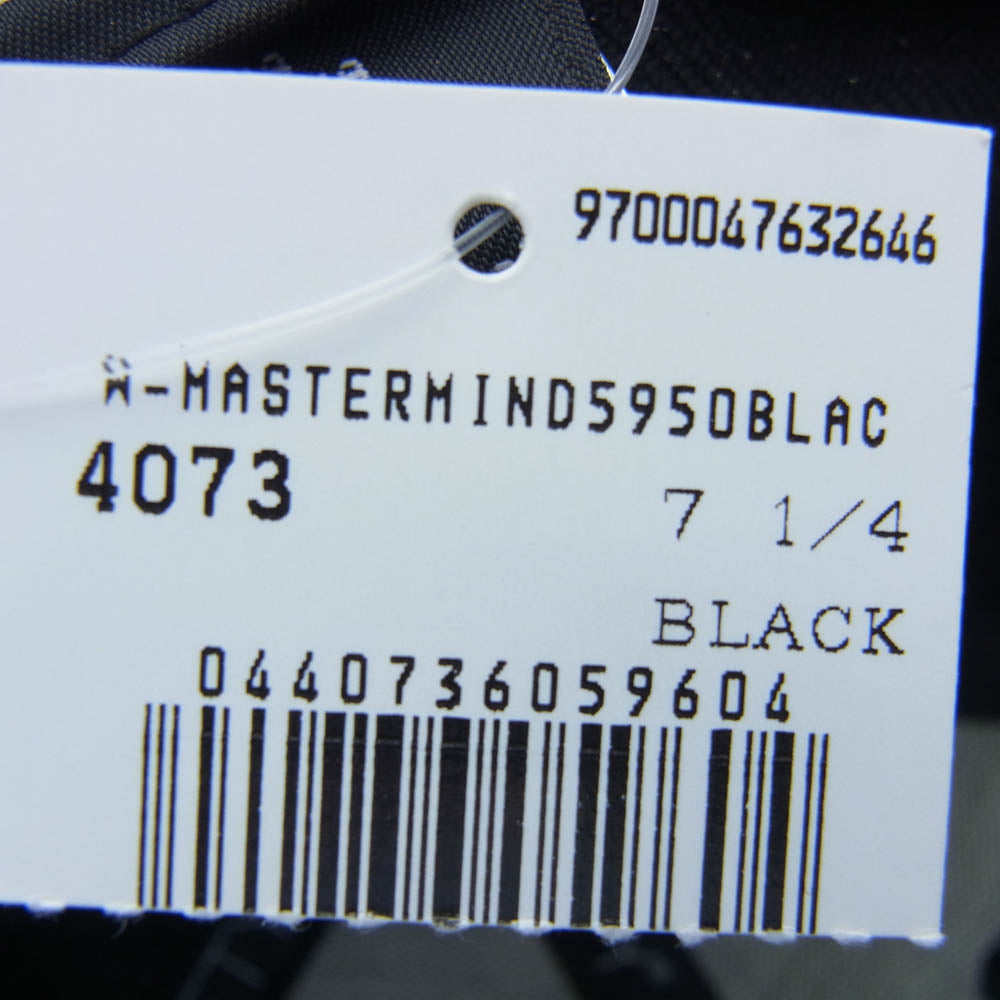 9700047632646
A-MASTERMIND5950BLAC
4073
7 1/4
BLACK
0440736059604